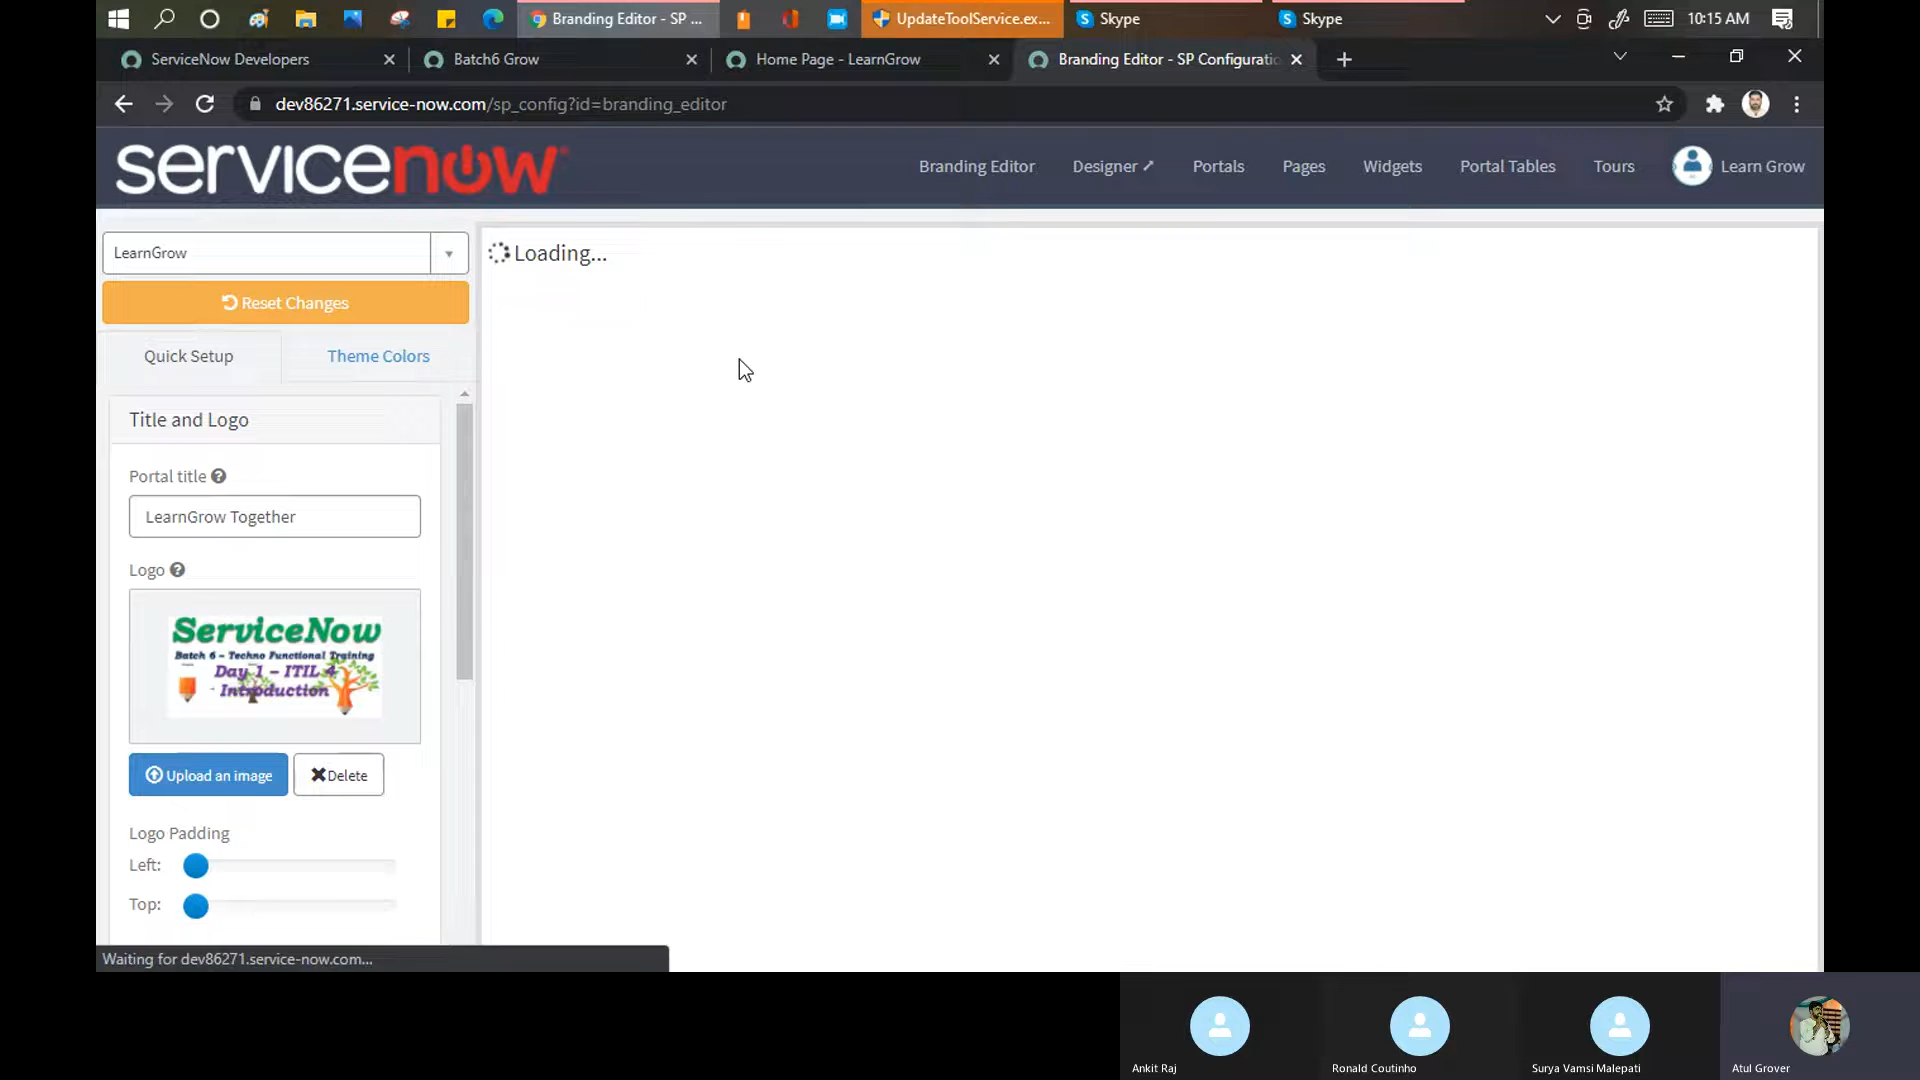 Branding Editor - SP ...
UpdateToolService.ex...
Skype
Skype
10:15 AM
ServiceNow Developers
Batch6 Grow
Home Page - LearnGrow
Branding Editor - SP Configuratio
dev86271.service-now.com/sp_config?id=branding_editor
servicenow
Branding Editor
Designer
Portals
Pages
Widgets
Portal Tables
Tours
Learn Grow
LearnGrow
Reset Changes
Quick Setup
Theme Colors
Loading...
Title and Logo
Portal title
LearnGrow Together
Logo
ServiceNow
Batch 6 – Techno Functional Training
Day 1 – ITIL 4
- Introduction
Upload an image
Delete
Logo Padding
Left:
Top:
Waiting for dev86271.service-now.com...
Ankit Raj
Ronald Coutinho
Surya Vamsi Malepati
Atul Grover